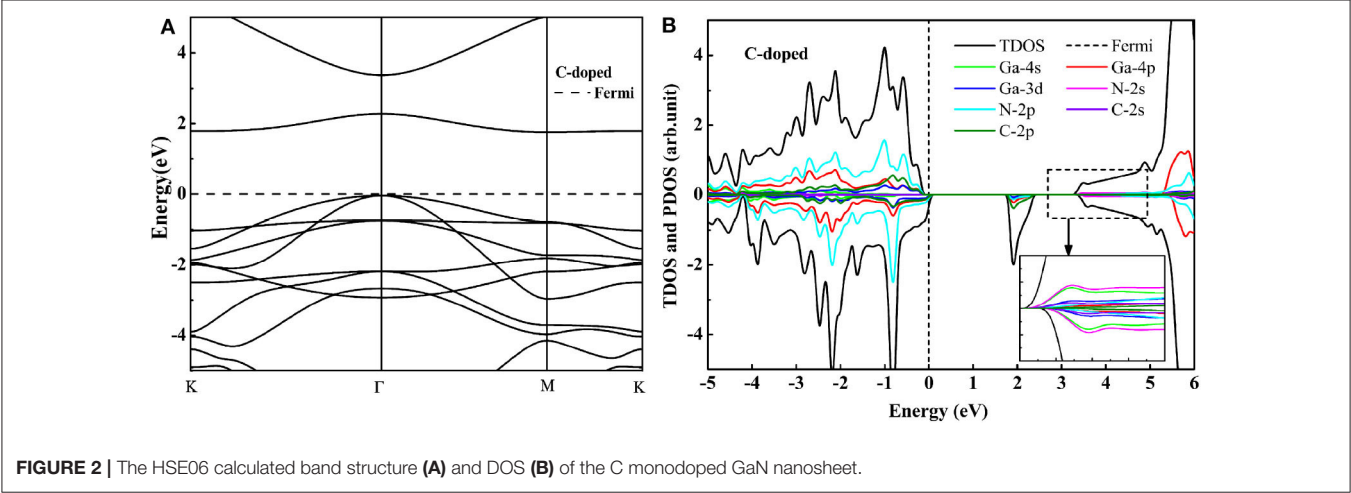 A
Energy(eV)
4
2
0
-2
-4
C-doped
Fermi
K
Γ
M
K
B
TDOS and PDOS (arb.unit)
4
2
0
-2
-4
C-doped
TDOS
Fermi
Ga-4s
Ga-4p
Ga-3d
N-2s
N-2p
C-2s
C-2p
-5
-4
-3
-2
-1
0
1
2
3
4
5
6
Energy (eV)
FIGURE 2 | The HSE06 calculated band structure (A) and DOS (B) of the C monodoped GaN nanosheet.